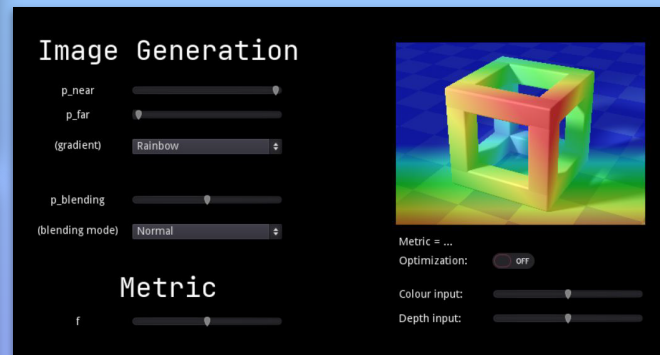 Image Generation
p_near
p_far
(gradient) Rainbow
p_blending
(blending mode) Normal
Metric
f
Metric = ...
Optimization: OFF
Colour input:
Depth input: